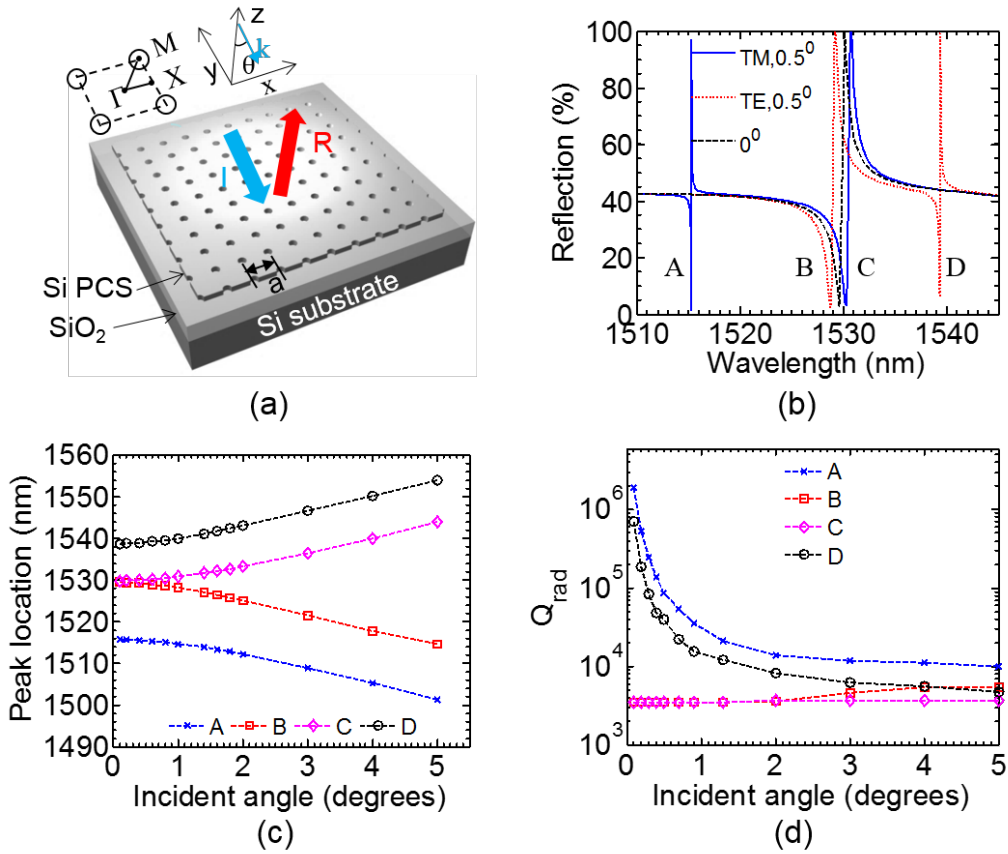 z
M
k
y
θ
X
Γ
x
R
I
a
Si PCS
SiO2
Si substrate
(a)
100
80
60
40
20
0
Reflection (%)
TM,0.5⁰
TE,0.5⁰
0⁰
A
B
C
D
1510
1520
1530
1540
Wavelength (nm)
(b)
1560
1550
1540
1530
1520
1510
1500
1490
Peak location (nm)
A
B
C
D
0
1
2
3
4
5
Incident angle (degrees)
(c)
10⁶
10⁵
10⁴
10³
Qrad
A
B
C
D
0
1
2
3
4
5
Incident angle (degrees)
(d)